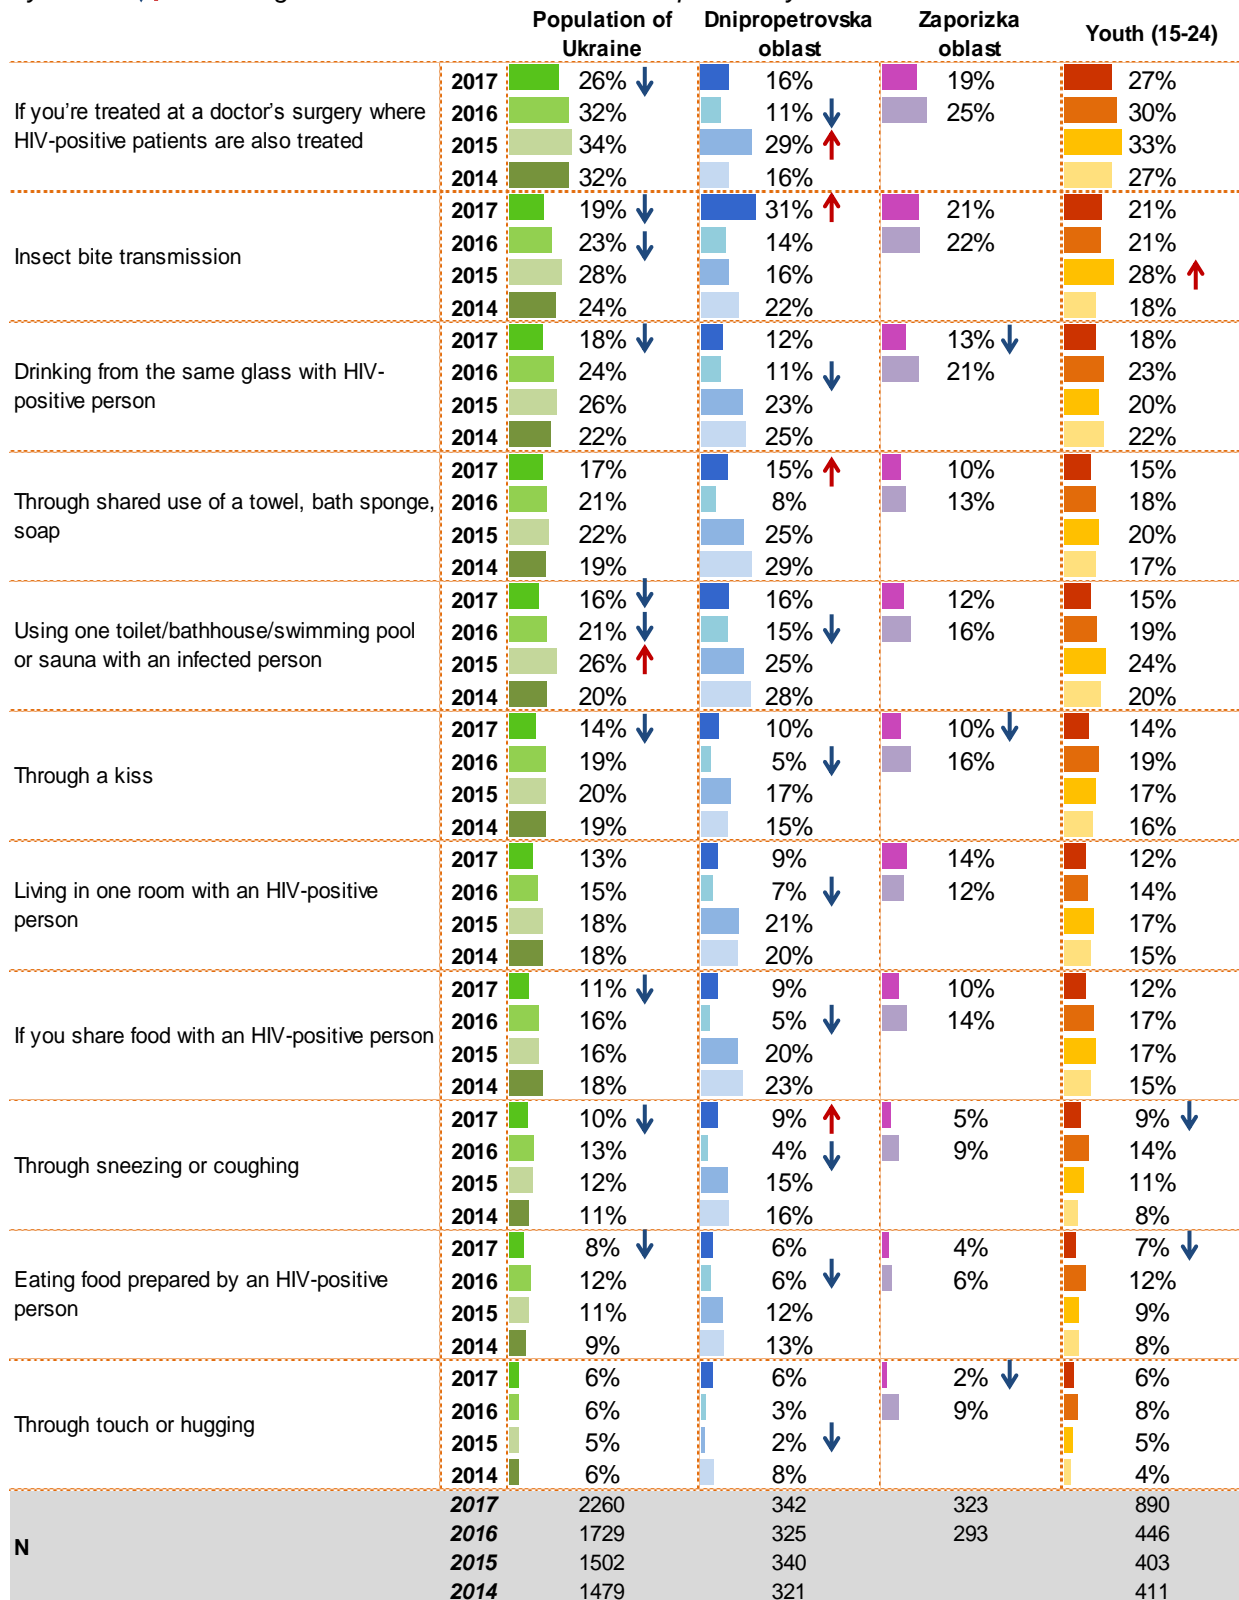 Population of Ukraine Dnipropetrovska oblast Zaporizka oblast Youth (15-24)
If you're treated at a doctor's surgery where HIV-positive patients are also treated
2017 26% 16% 19% 27%
2016 32% 11% 25% 30%
2015 34% 29% 33%
2014 32% 16% 27%
Insect bite transmission
2017 19% 31% 21% 21%
2016 23% 14% 22% 21%
2015 28% 16% 28%
2014 24% 22% 18%
Drinking from the same glass with HIV-positive person
2017 18% 12% 13% 18%
2016 24% 11% 21% 23%
2015 26% 23% 20%
2014 22% 25% 22%
Through shared use of a towel, bath sponge, soap
2017 17% 15% 10% 15%
2016 21% 8% 13% 18%
2015 22% 25% 20%
2014 19% 29% 17%
Using one toilet/bathhouse/swimming pool or sauna with an infected person
2017 16% 16% 12% 15%
2016 21% 15% 16% 19%
2015 26% 25% 24%
2014 20% 28% 20%
Through a kiss
2017 14% 10% 10% 14%
2016 19% 5% 16% 19%
2015 20% 17% 17%
2014 19% 15% 16%
Living in one room with an HIV-positive person
2017 13% 9% 14% 12%
2016 15% 7% 12% 14%
2015 18% 21% 17%
2014 18% 20% 15%
If you share food with an HIV-positive person
2017 11% 9% 10% 12%
2016 16% 5% 14% 17%
2015 16% 20% 17%
2014 18% 23% 15%
Through sneezing or coughing
2017 10% 9% 5% 9%
2016 13% 4% 9% 14%
2015 12% 15% 11%
2014 11% 16% 8%
Eating food prepared by an HIV-positive person
2017 8% 6% 4% 7%
2016 12% 6% 6% 12%
2015 11% 12% 9%
2014 9% 13% 8%
Through touch or hugging
2017 6% 6% 2% 6%
2016 6% 3% 9% 8%
2015 5% 2% 5%
2014 6% 8% 4%
N
2017 2260 342 323 890
2016 1729 325 293 446
2015 1502 340 403
2014 1479 321 411